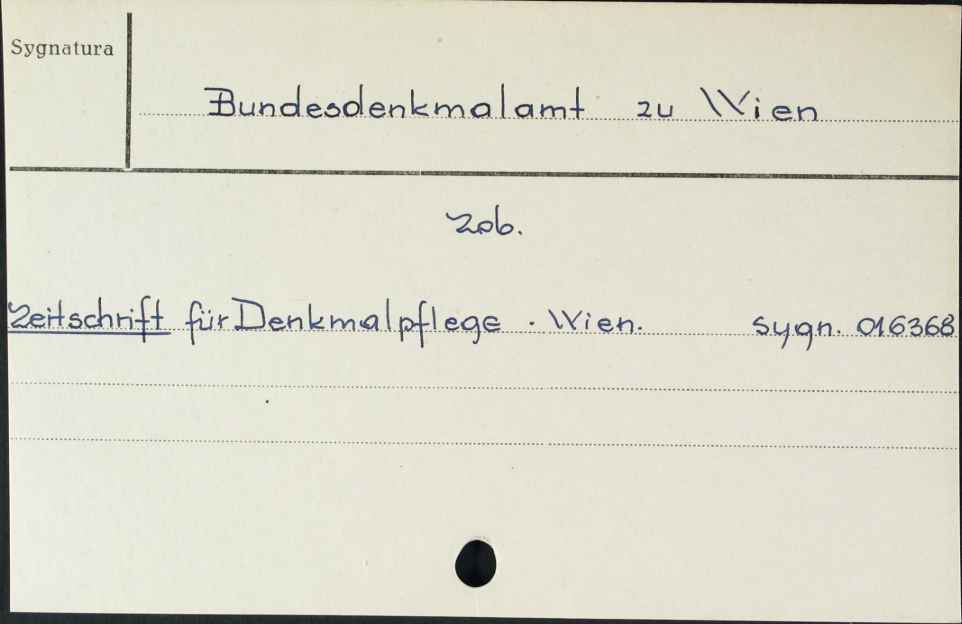 Sygnatura
Bundesdenkmalamt zu Wien
Zob.
Zeitschrift für Denkmalpflege. Wien. Sygn. 016368